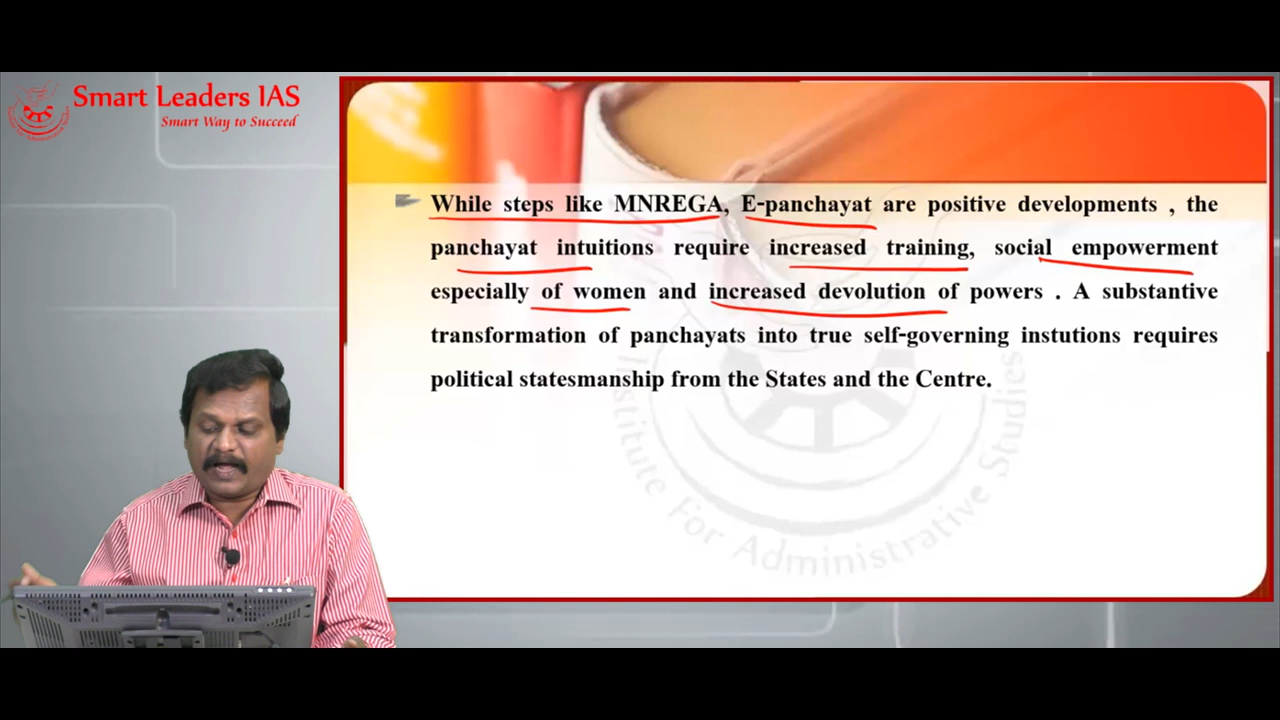 Smart Leaders IAS
Smart Way to Succeed
While steps like MNREGA, E-panchayat are positive developments , the
panchayat intuitions require increased training, social empowerment
especially of women and increased devolution of powers . A substantive
transformation of panchayats into true self-governing instutions requires
political statesmanship from the States and the Centre.
Institute For Administrative Studies